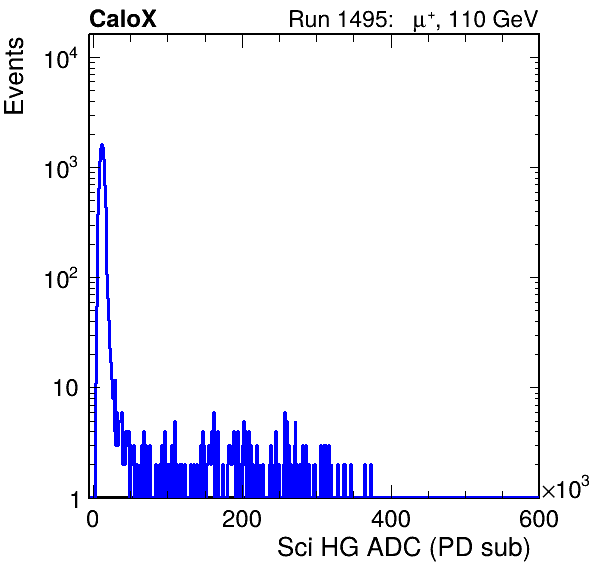 CaloX Run 1495: μ⁺, 110 GeV
Events
10⁴
10³
10²
10
1
0 200 400 600
×10³
Sci HG ADC (PD sub)